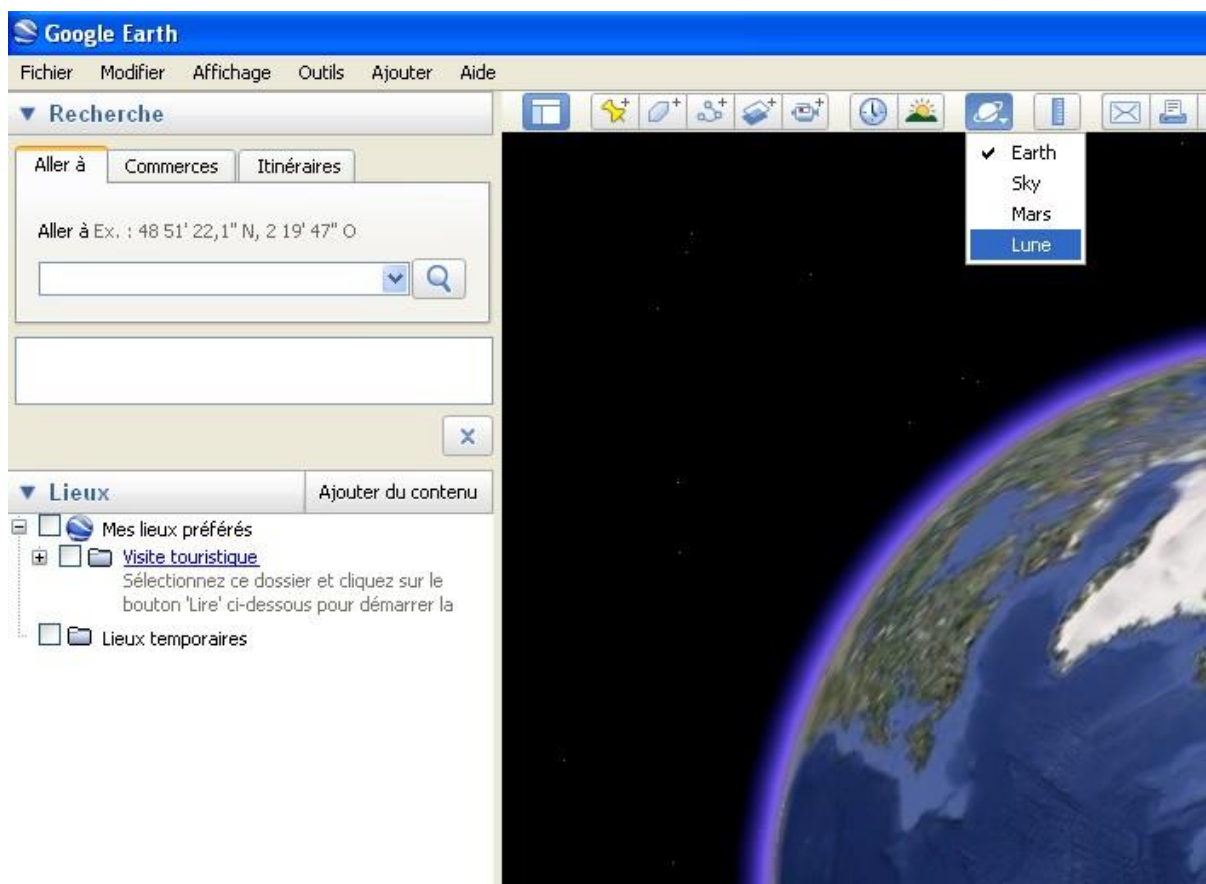 Google Earth
Fichier Modifier Affichage Outils Ajouter Aide
Recherche
Aller à Commerces Itinéraires
Aller à Ex. : 48 51' 22,1" N, 2 19' 47" O
Earth
Sky
Mars
Lune
Lieux Ajouter du contenu
Mes lieux préférés
Visite touristique
Sélectionnez ce dossier et cliquez sur le
bouton 'Lire' ci-dessous pour démarrer la
Lieux temporaires